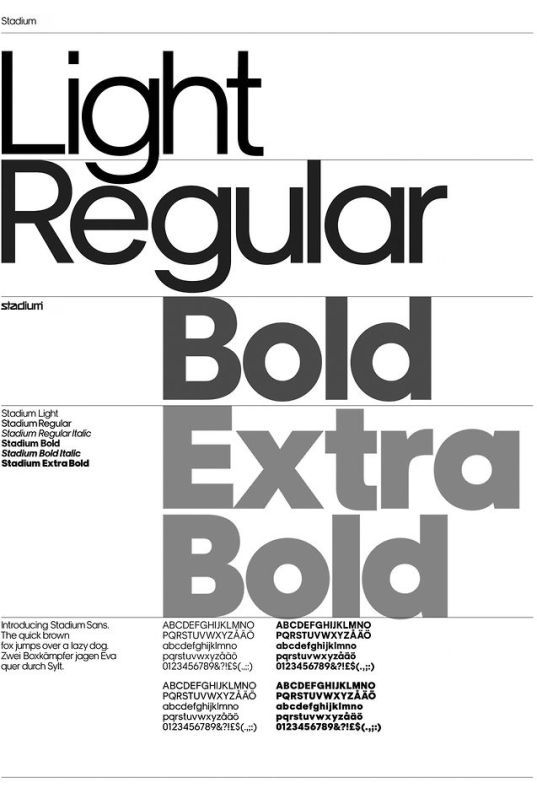 Stadium
Light
Regular
stadium
Bold
Stadium Light
Stadium Regular
Stadium Regular Italic
Stadium Bold
Stadium Bold Italic
Stadium Extra Bold
Extra
Bold
Introducing Stadium Sans.
The quick brown
fox jumps over a lazy dog.
Zwei Boxkämpfer jagen Eva
quer durch Sylt.
ABCDEFGHIJKLMNO
PQRSTUVWXYZÅÄÖ
abcdefghijklmno
pqrstuvwxyzåäö
0123456789&?!£$(.,:;)
ABCDEFGHIJKLMNO
PQRSTUVWXYZÅÄÖ
abcdefghijklmno
pqrstuvwxyzåäö
0123456789&?!£$(.,;:)
ABCDEFGHIJKLMNO
PQRSTUVWXYZÅÄÖ
abcdefghijklmno
pqrstuvwxyzåäö
0123456789&?!£$(.,;:)
ABCDEFGHIJKLMNO
PQRSTUVWXYZÅÄÖ
abcdefghijklmno
pqrstuvwxyzåäö
0123456789&?!£$(.,;:)